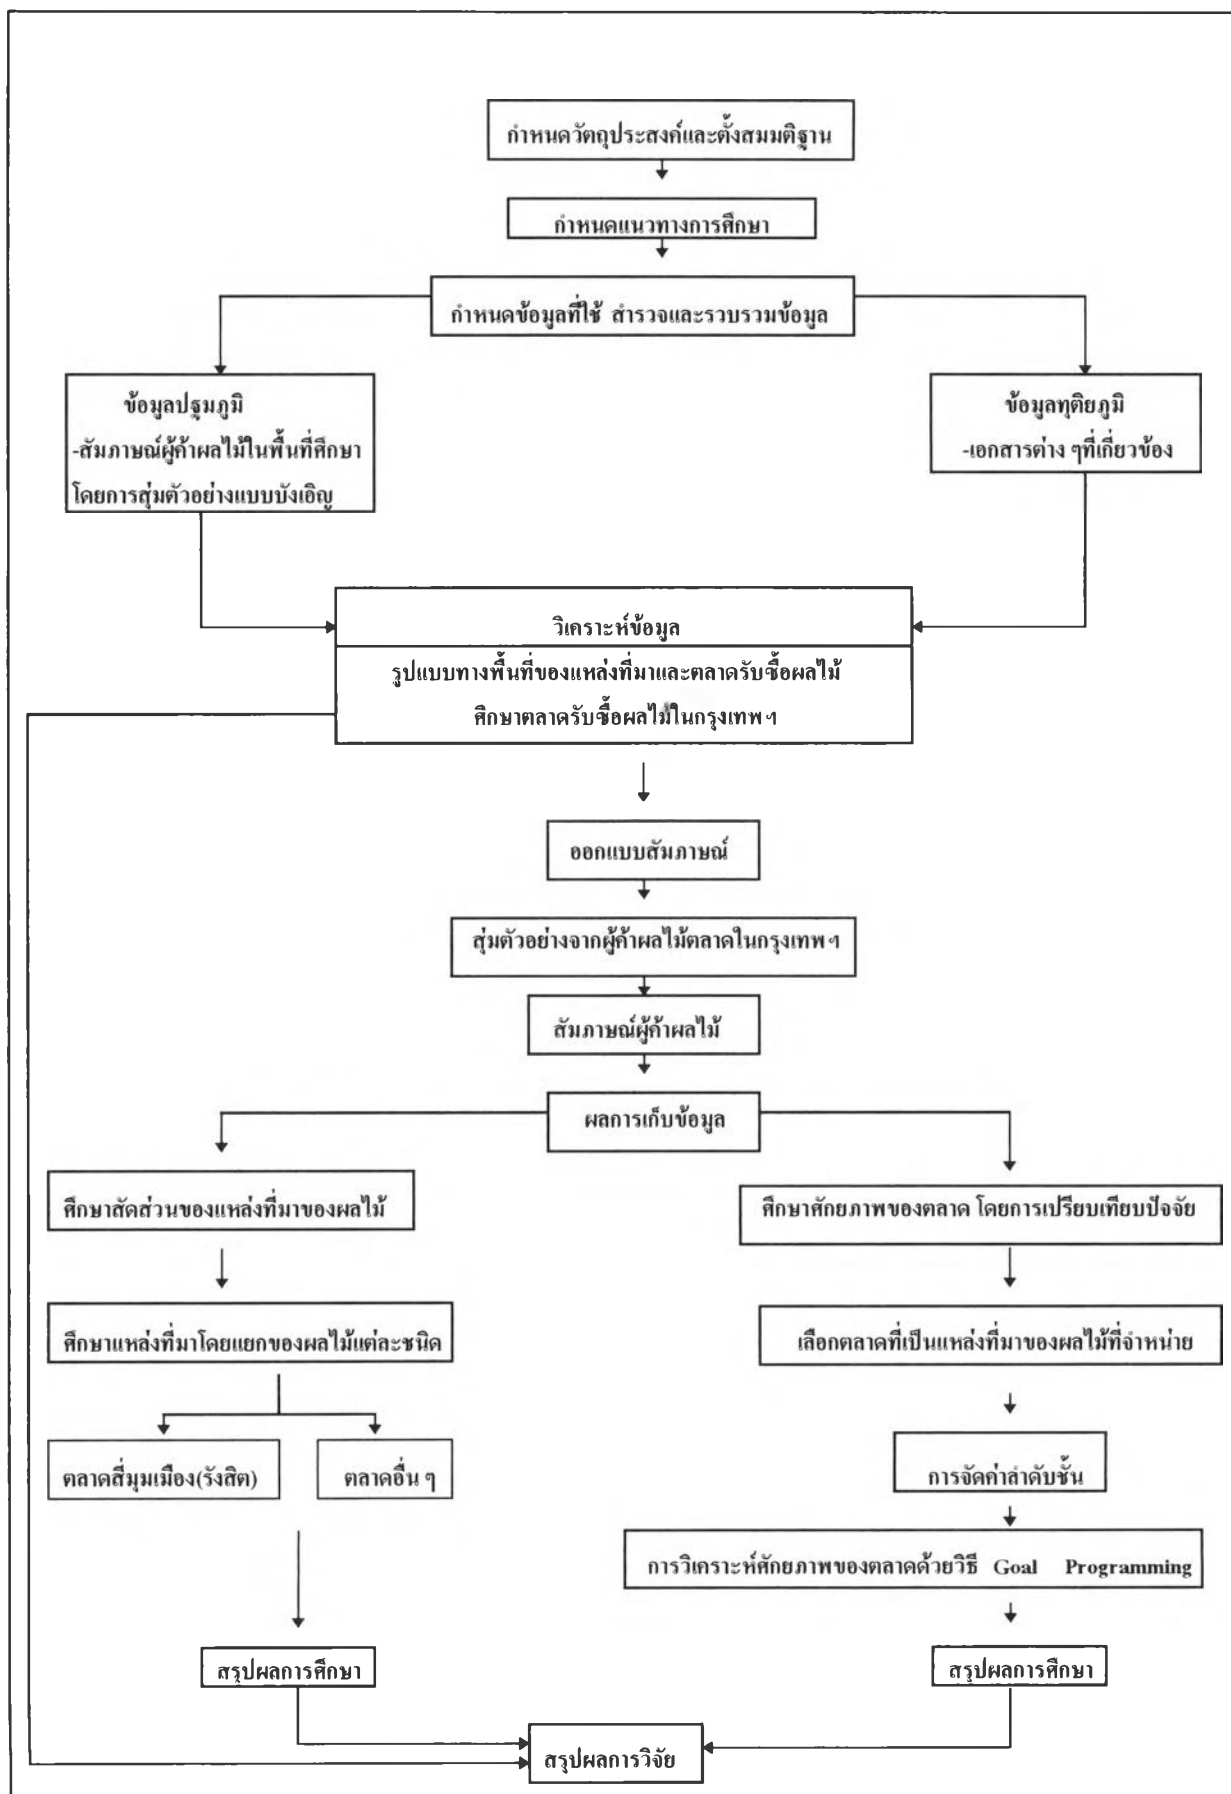 กำหนดวัตถุประสงค์และตั้งสมมติฐาน
กำหนดแนวทางการศึกษา
กำหนดข้อมูลที่ใช้ สำรวจและรวบรวมข้อมูล
ข้อมูลปฐมภูมิ
-สัมภาษณ์ผู้ค้าผลไม้ในพื้นที่ศึกษา
โดยการสุ่มตัวอย่างแบบบังเอิญ
ข้อมูลทุติยภูมิ
-เอกสารต่าง ๆที่เกี่ยวข้อง
วิเคราะห์ข้อมูล
รูปแบบทางพื้นที่ของแหล่งที่มาและตลาดรับซื้อผลไม้
ศึกษาตลาดรับซื้อผลไม้ในกรุงเทพฯ
ออกแบบสัมภาษณ์
สุ่มตัวอย่างจากผู้ค้าผลไม้ตลาดในกรุงเทพฯ
สัมภาษณ์ผู้ค้าผลไม้
ผลการเก็บข้อมูล
ศึกษาสัดส่วนของแหล่งที่มาของผลไม้
ศึกษาศักยภาพของตลาด โดยการเปรียบเทียบปัจจัย
ศึกษาแหล่งที่มาโดยแยกของผลไม้แต่ละชนิด
เลือกตลาดที่เป็นแหล่งที่มาของผลไม้ที่จำหน่าย
ตลาดสี่มุมเมือง(รังสิต)
ตลาดอื่น ๆ
การจัดค่าลำดับชั้น
การวิเคราะห์ศักยภาพของตลาดด้วยวิธี Goal Programming
สรุปผลการศึกษา
สรุปผลการศึกษา
สรุปผลการวิจัย